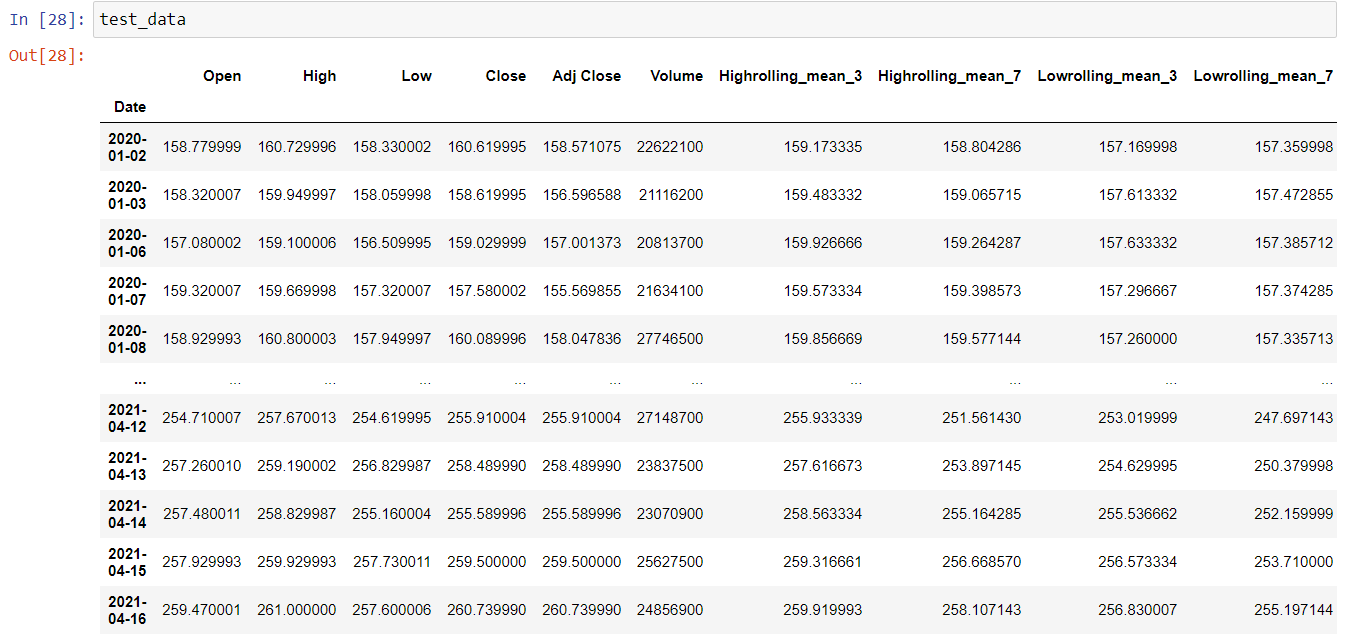 In [28]: test_data
Out[28]:
Open High Low Close Adj Close Volume Highrolling_mean_3 Highrolling_mean_7 Lowrolling_mean_3 Lowrolling_mean_7
Date
2020-
01-02 158.779999 160.729996 158.330002 160.619995 158.571075 22622100 159.173335 158.804286 157.169998 157.359998
2020-
01-03 158.320007 159.949997 158.059998 158.619995 156.596588 21116200 159.483332 159.065715 157.613332 157.472855
2020-
01-06 157.080002 159.100006 156.509995 159.029999 157.001373 20813700 159.926666 159.264287 157.633332 157.385712
2020-
01-07 159.320007 159.669998 157.320007 157.580002 155.569855 21634100 159.573334 159.398573 157.296667 157.374285
2020-
01-08 158.929993 160.800003 157.949997 160.089996 158.047836 27746500 159.856669 159.577144 157.260000 157.335713
... ... ... ... ... ... ... ... ... ... ...
2021-
04-12 254.710007 257.670013 254.619995 255.910004 255.910004 27148700 255.933339 251.561430 253.019999 247.697143
2021-
04-13 257.260010 259.190002 256.829987 258.489990 258.489990 23837500 257.616673 253.897145 254.629995 250.379998
2021-
04-14 257.480011 258.829987 255.160004 255.589996 255.589996 23070900 258.563334 255.164285 255.536662 252.159999
2021-
04-15 257.929993 259.929993 257.730011 259.500000 259.500000 25627500 259.316661 256.668570 256.573334 253.710000
2021-
04-16 259.470001 261.000000 257.600006 260.739990 260.739990 24856900 259.919993 258.107143 256.830007 255.197144